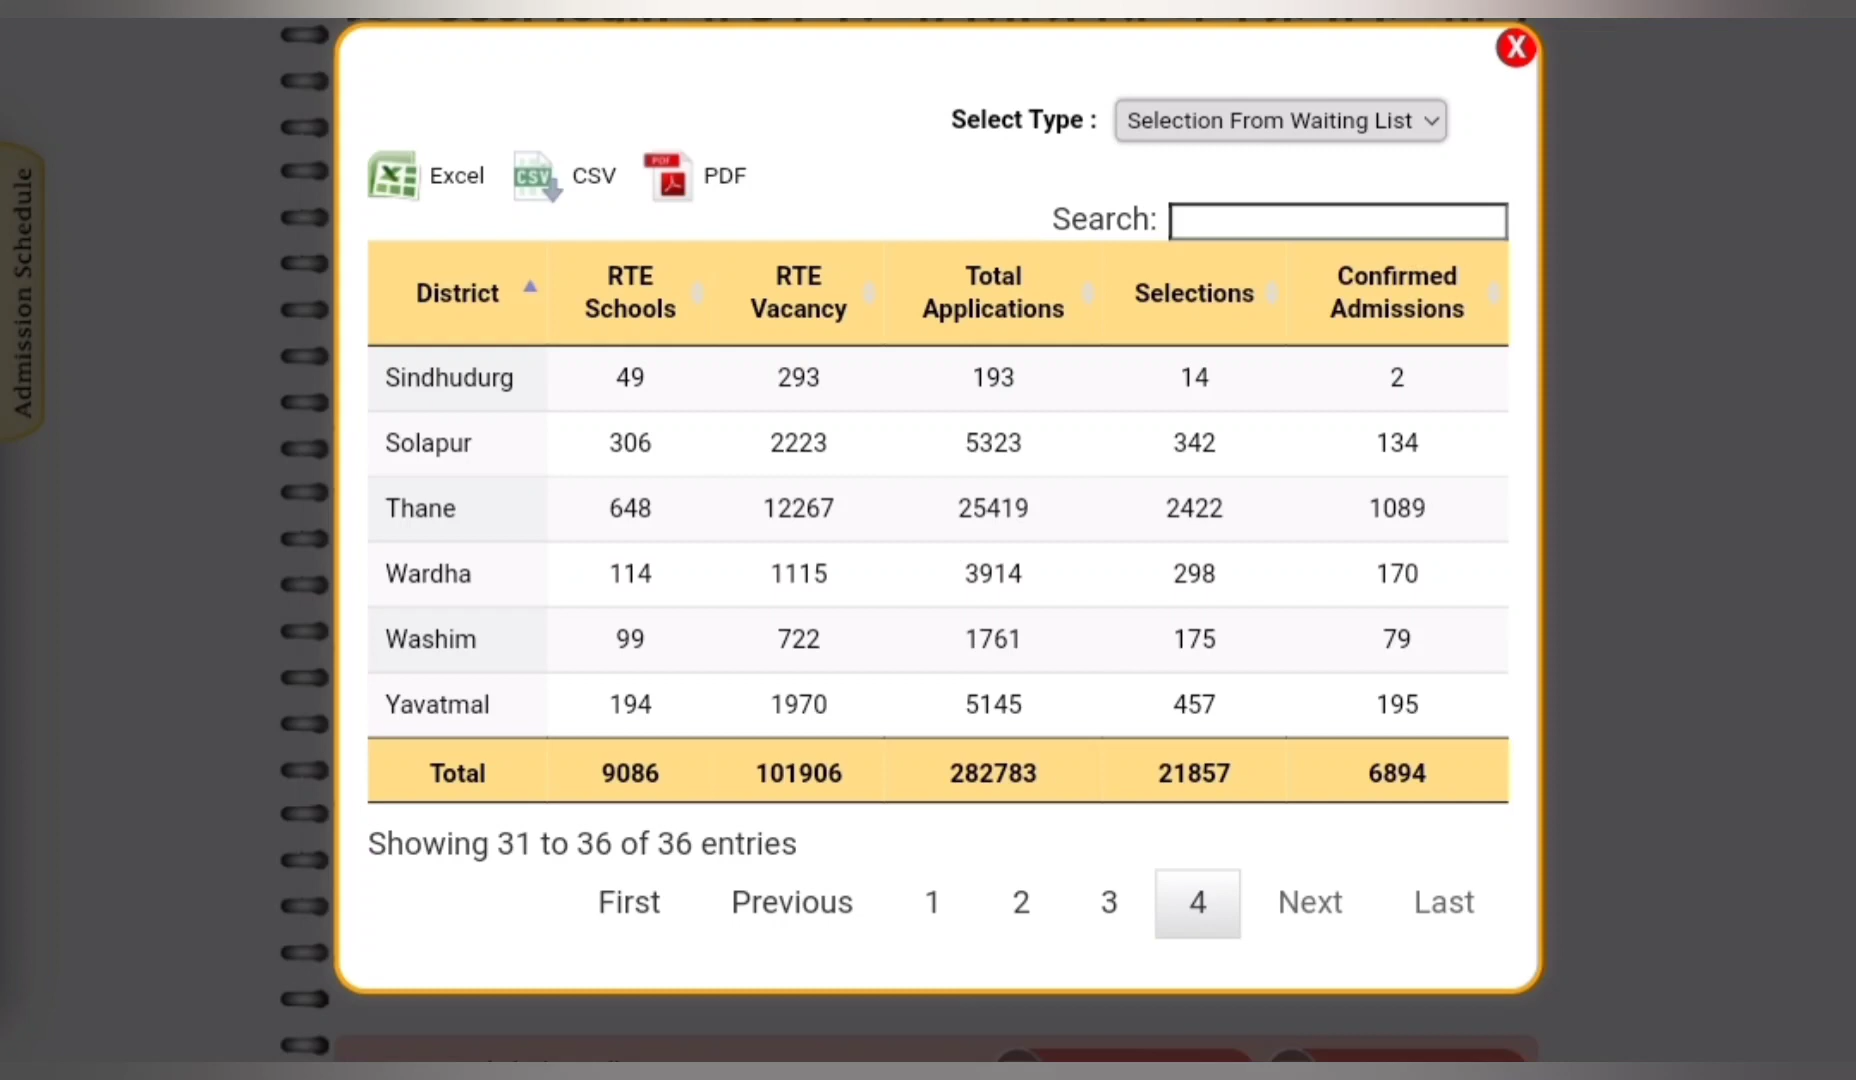 X
Select Type : Selection From Waiting List
Excel CSV PDF
Search:
District RTE Schools RTE Vacancy Total Applications Selections Confirmed Admissions
Sindhudurg 49 293 193 14 2
Solapur 306 2223 5323 342 134
Thane 648 12267 25419 2422 1089
Wardha 114 1115 3914 298 170
Washim 99 722 1761 175 79
Yavatmal 194 1970 5145 457 195
Total 9086 101906 282783 21857 6894
Showing 31 to 36 of 36 entries
First Previous 1 2 3 4 Next Last
Admission Schedule